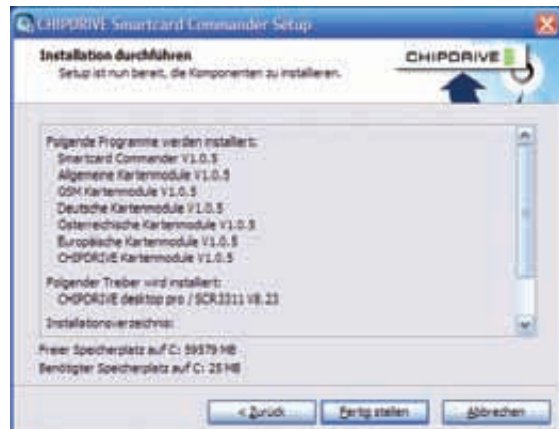 CHIPDRIVE Smartcard Commander Setup
Installation durchführen
Setup ist nun bereit, die Komponenten zu installieren.
CHIPDRIVE
Folgende Programme werden installiert:
Smartcard Commander V1.0.5
Allgemeine Kartenmodule V1.0.5
GSM Kartenmodule V1.0.5
Deutsche Kartenmodule V1.0.5
Österreichische Kartenmodule V1.0.5
Europäische Kartenmodule V1.0.5
CHIPDRIVE Kartenmodule V1.0.5
Folgender Treiber wird installiert:
CHIPDRIVE desktop pro / SCR3311 V8.23
Installationsverzeichnis:
Freier Speicherplatz auf C: 59579 MB
Benötigter Speicherplatz auf C: 25 MB
< Zurück
Fertig stellen
Abbrechen